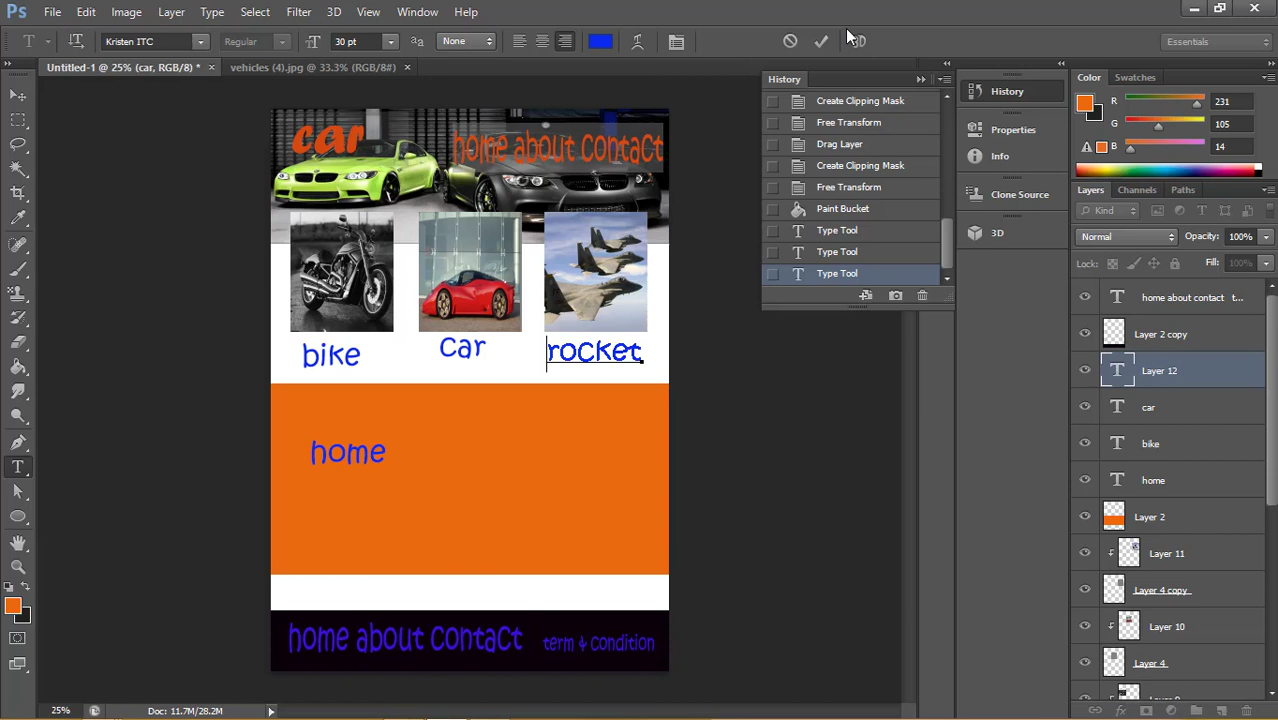 Ps File Edit Image Layer Type Select Filter 3D View Window Help
T Kristen ITC Regular 30 pt aa None 3D Essentials
Untitled-1 @ 25% (car, RGB/8) * × vehicles (4).jpg @ 33.3% (RGB/8#) ×
History
Create Clipping Mask
Free Transform
Drag Layer
Create Clipping Mask
Free Transform
Paint Bucket
Type Tool
Type Tool
Type Tool
History
Properties
Info
Clone Source
3D
Color Swatches
R 231
G 105
B 14
Layers Channels Paths
Kind
Normal Opacity: 100%
Lock: Fill: 100%
home about contact t...
Layer 2 copy
Layer 12
car
bike
home
Layer 2
Layer 11
Layer 4 copy
Layer 10
Layer 4
car
home about contact
bike car rocket
home
home about contact term & condition
25% Doc: 11.7M/28.2M